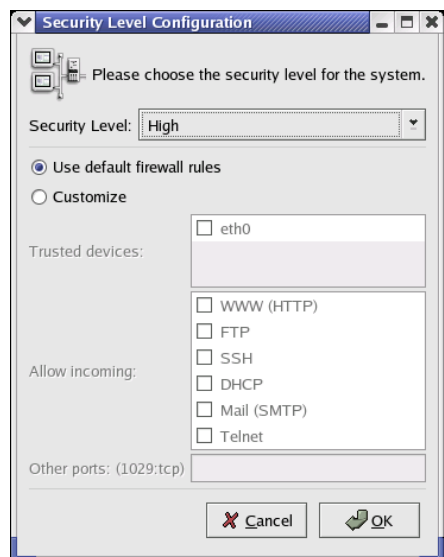 Security Level Configuration
Please choose the security level for the system.
Security Level: High
Use default firewall rules
Customize
Trusted devices:
eth0
Allow incoming:
WWW (HTTP)
FTP
SSH
DHCP
Mail (SMTP)
Telnet
Other ports: (1029:tcp)
Cancel
OK